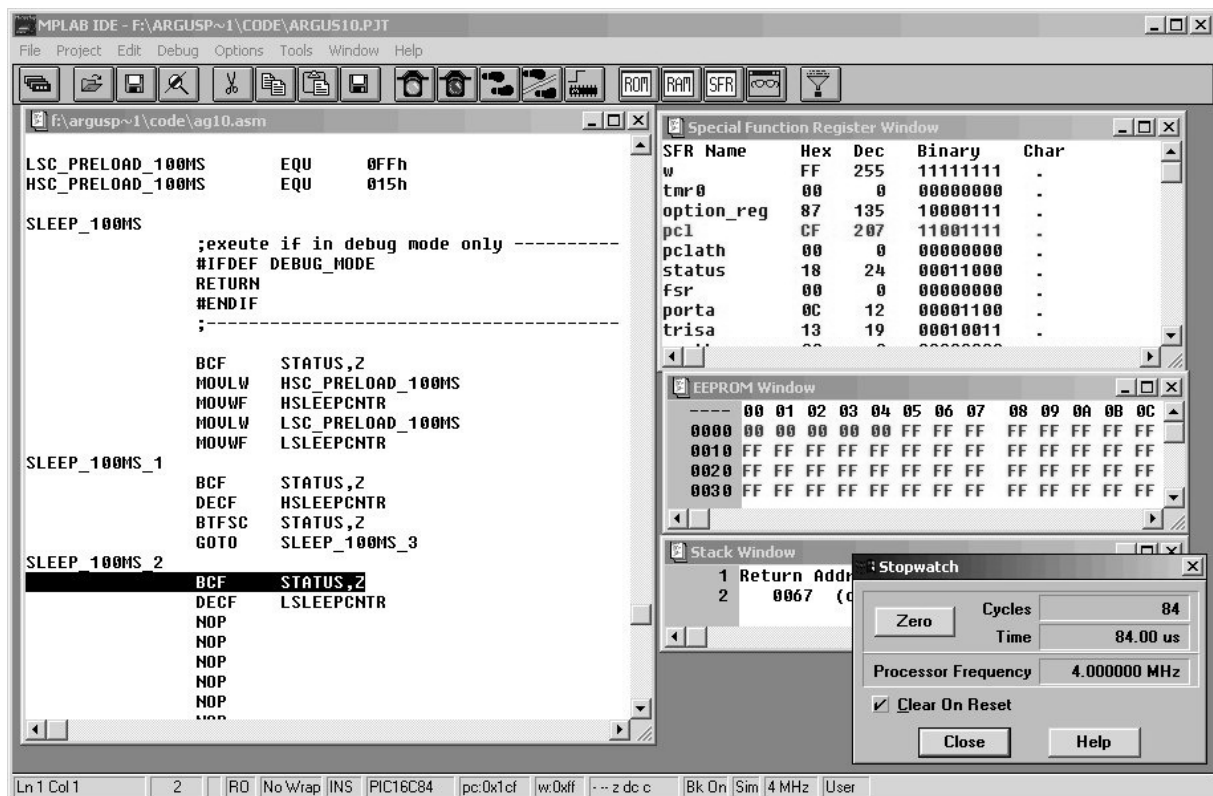 MPLAB IDE - F:\ARGUSP~1\CODE\ARGUS10.PJT
File Project Edit Debug Options Tools Window Help
ROM RAM SFR
f:\argusp~1\code\ag10.asm
LSC_PRELOAD_100MS EQU 0FFh
HSC_PRELOAD_100MS EQU 015h
SLEEP_100MS
;exeute if in debug mode only ----------
#IFDEF DEBUG_MODE
RETURN
#ENDIF
;---------------------------------------
BCF STATUS,Z
MOVLW HSC_PRELOAD_100MS
MOVWF HSLEEPCNTR
MOVLW LSC_PRELOAD_100MS
MOVWF LSLEEPCNTR
SLEEP_100MS_1
BCF STATUS,Z
DECF HSLEEPCNTR
BTFSC STATUS,Z
GOTO SLEEP_100MS_3
SLEEP_100MS_2
BCF STATUS,Z
DECF LSLEEPCNTR
NOP
NOP
NOP
NOP
NOP
NOP
Special Function Register Window
SFR Name Hex Dec Binary Char
w FF 255 11111111 .
tmr0 00 0 00000000 .
option_reg 87 135 10000111 .
pcl CF 207 11001111 .
pclath 00 0 00000000 .
status 18 24 00011000 .
fsr 00 0 00000000 .
porta 0C 12 00001100 .
trisa 13 19 00010011 .
EEPROM Window
---- 00 01 02 03 04 05 06 07 08 09 0A 0B 0C
0000 00 00 00 00 00 FF FF FF FF FF FF FF FF
0010 FF FF FF FF FF FF FF FF FF FF FF FF FF
0020 FF FF FF FF FF FF FF FF FF FF FF FF FF
0030 FF FF FF FF FF FF FF FF FF FF FF FF FF
Stack Window
1 Return Addr
2 0067 (c
Stopwatch
Zero
Cycles 84
Time 84.00 us
Processor Frequency 4.000000 MHz
Clear On Reset
Close Help
Ln 1 Col 1 2 RO No Wrap INS PIC16C84 pc:0x1cf w:0xff - -- z dc c Bk On Sim 4 MHz User